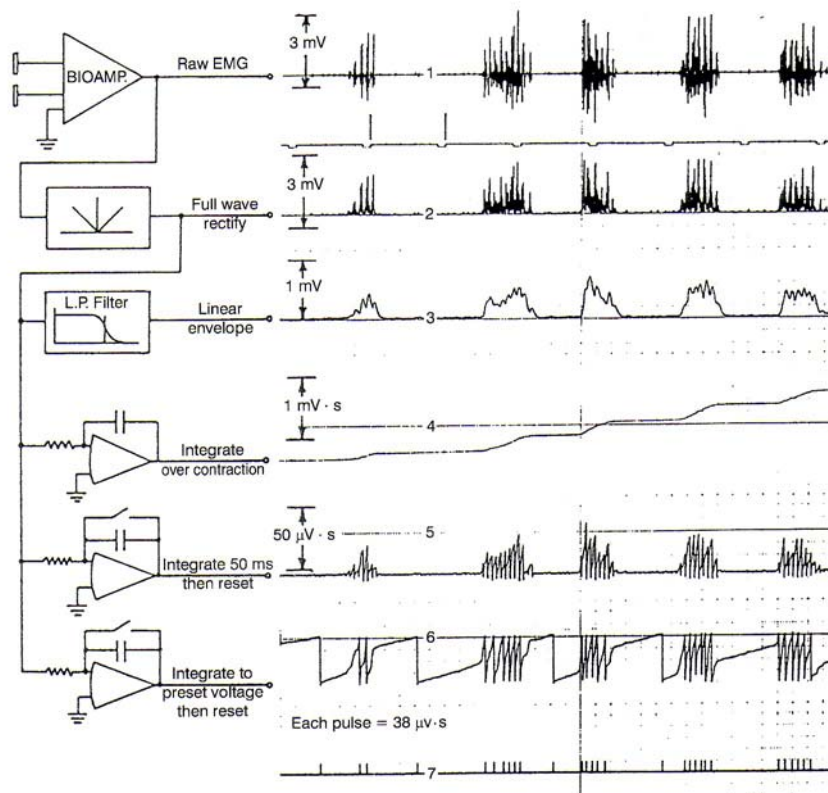 3 mV
BIOAMP.
Raw EMG
1
3 mV
Full wave
rectify
2
1 mV
L.P. Filter
Linear
envelope
3
1 mV · s
4
Integrate
over contraction
50 µV · s
5
Integrate 50 ms
then reset
6
Integrate to
preset voltage
then reset
Each pulse = 38 µv·s
7